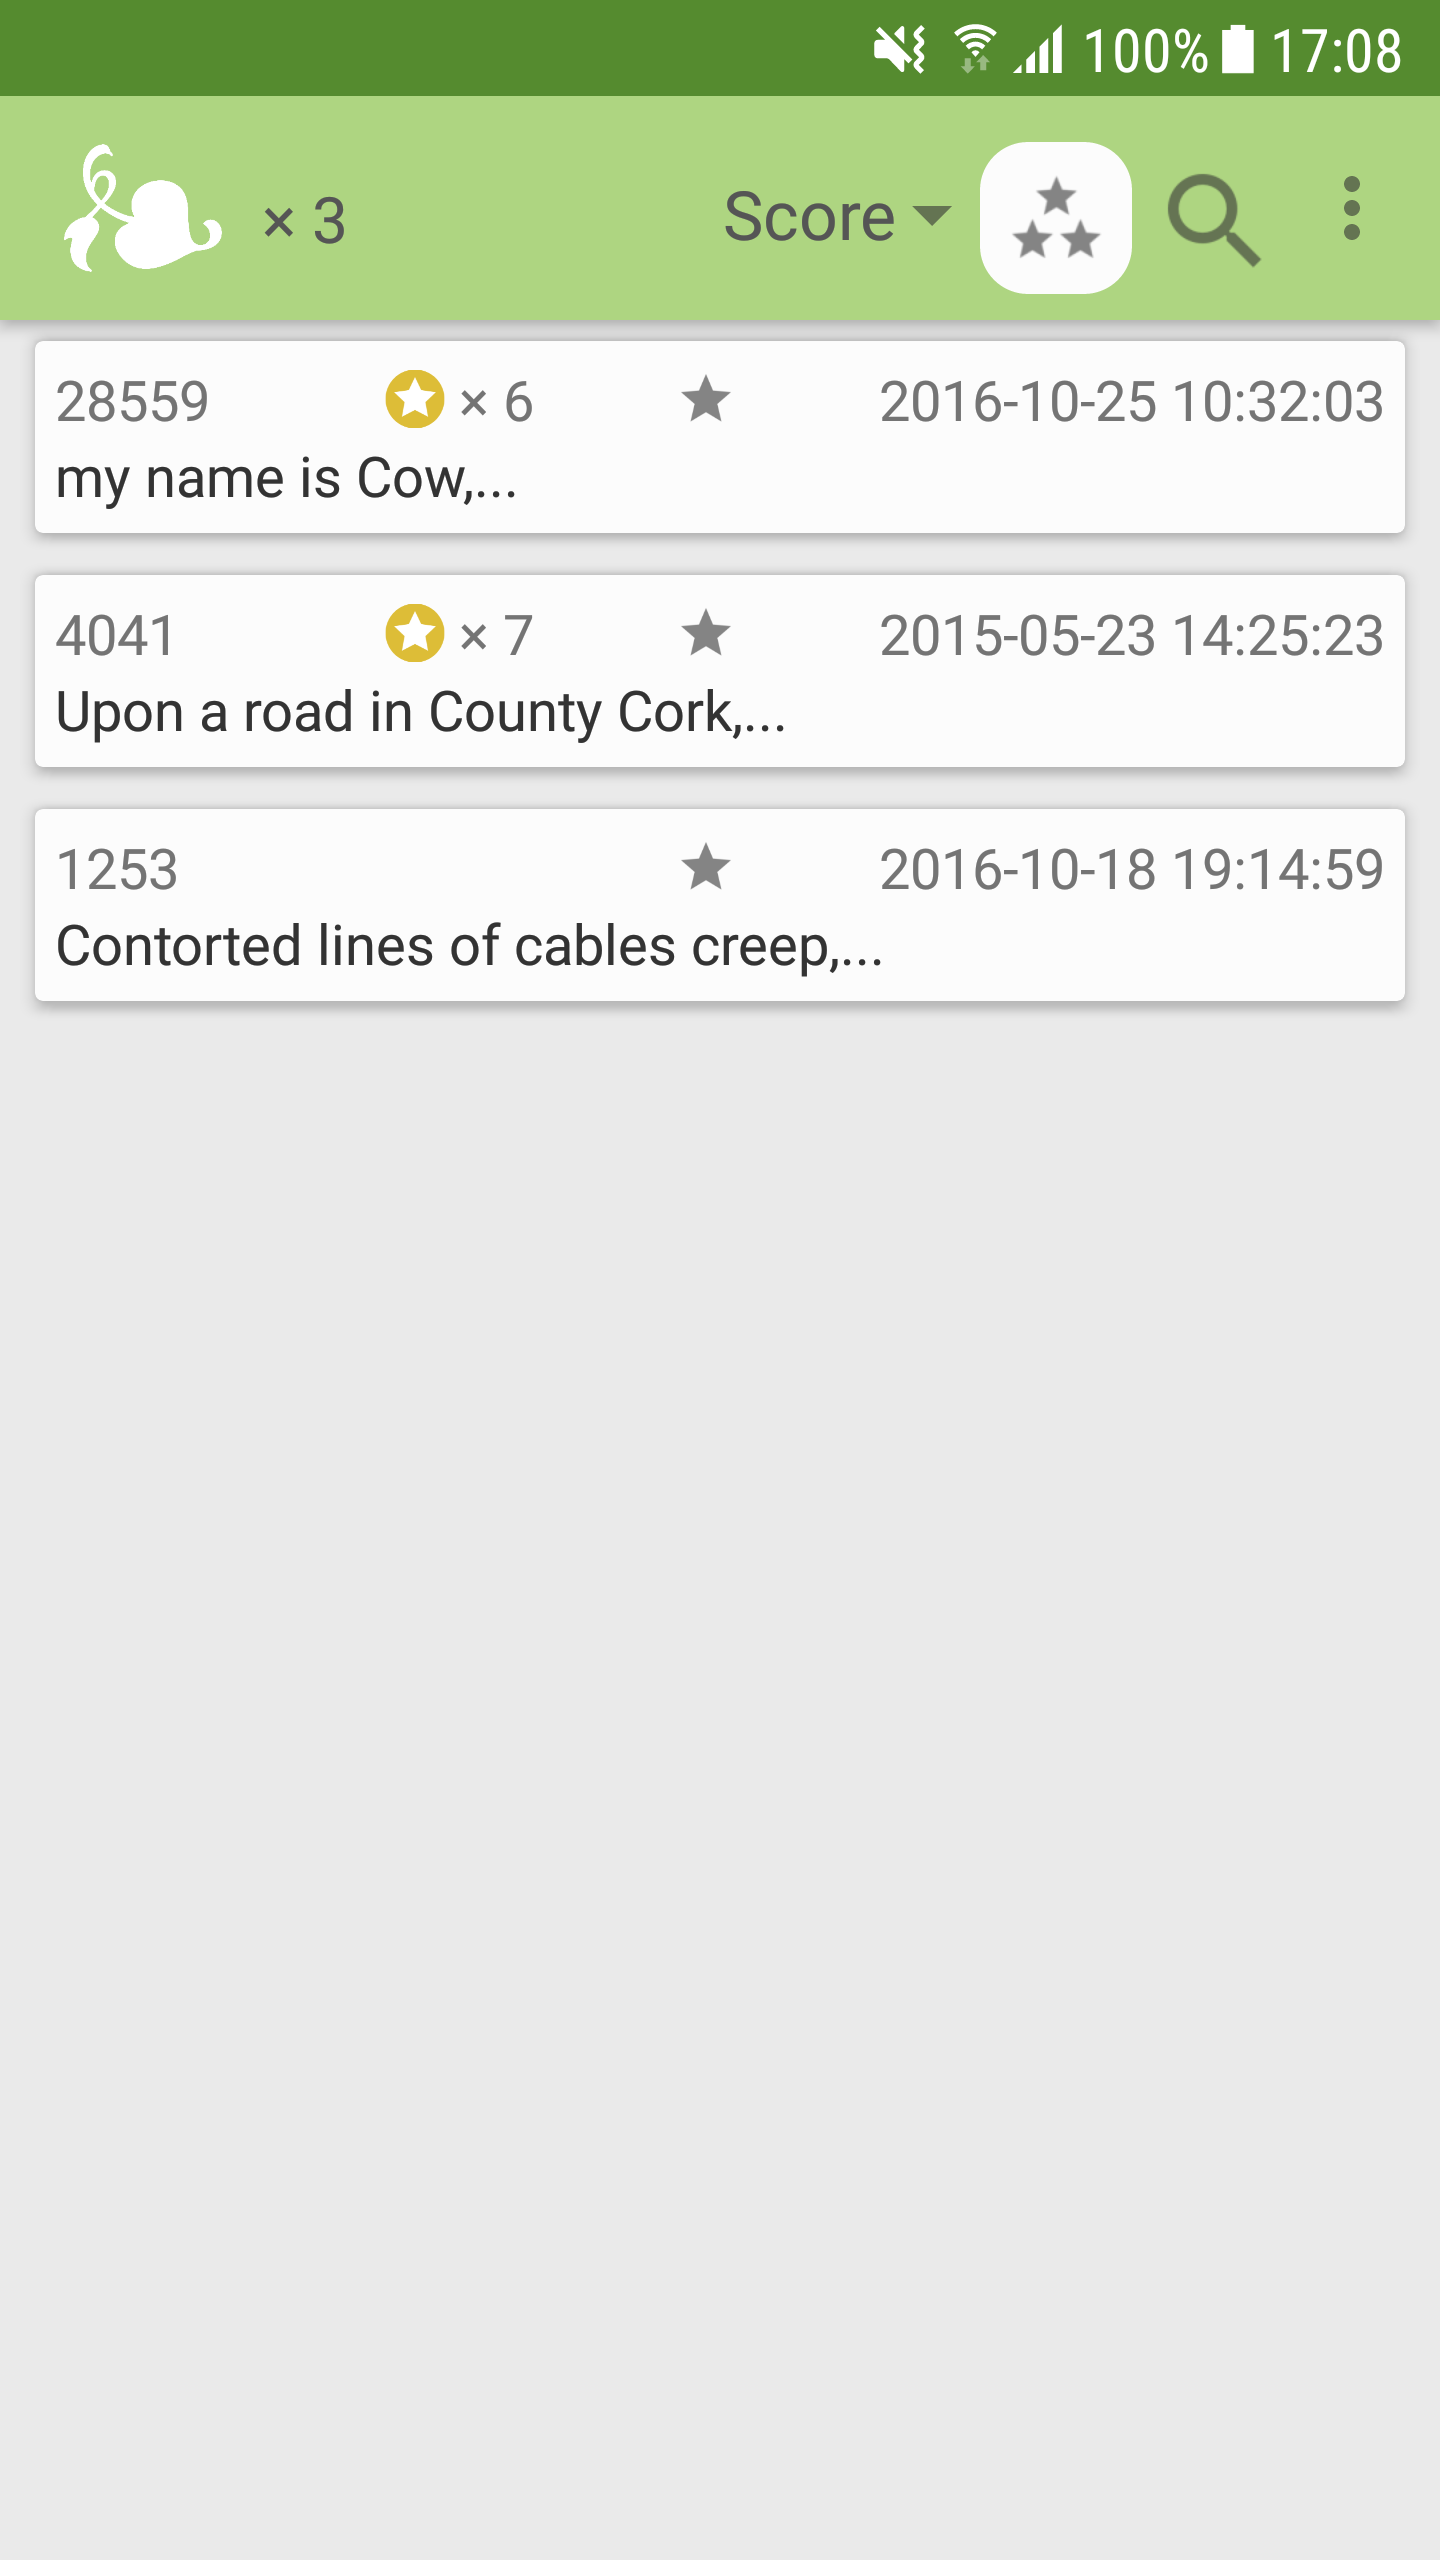 100% 17:08
× 3 Score
28559 × 6 2016-10-25 10:32:03
my name is Cow,...
4041 × 7 2015-05-23 14:25:23
Upon a road in County Cork,...
1253 2016-10-18 19:14:59
Contorted lines of cables creep,...